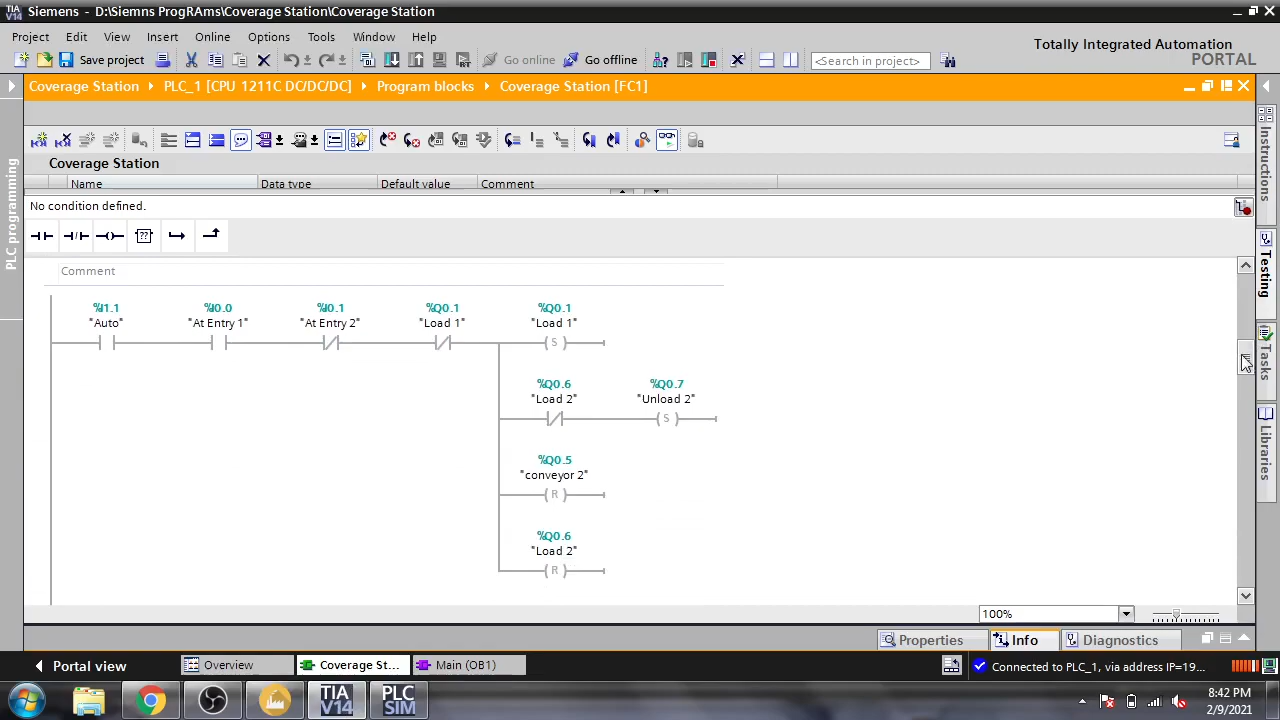 TIA V14 Siemens - D:\Siemns ProgRAms\Coverage Station\Coverage Station
Project Edit View Insert Online Options Tools Window Help
Totally Integrated Automation
PORTAL
Save project Go online Go offline <Search in project>
Coverage Station PLC_1 [CPU 1211C DC/DC/DC] Program blocks Coverage Station [FC1]
Coverage Station
Name Data type Default value Comment
No condition defined.
??
Comment
%I1.1 %I0.0 %I0.1 %Q0.1 %Q0.1
"Auto" "At Entry 1" "At Entry 2" "Load 1" "Load 1"
S
%Q0.6 %Q0.7
"Load 2" "Unload 2"
S
%Q0.5
"conveyor 2"
R
%Q0.6
"Load 2"
R
100%
Properties Info Diagnostics
Portal view Overview Coverage St... Main (OB1) Connected to PLC_1, via address IP=19...
TIA V14
PLC SIM
8:42 PM
2/9/2021
PLC programming
Instructions
Testing
Tasks
Libraries